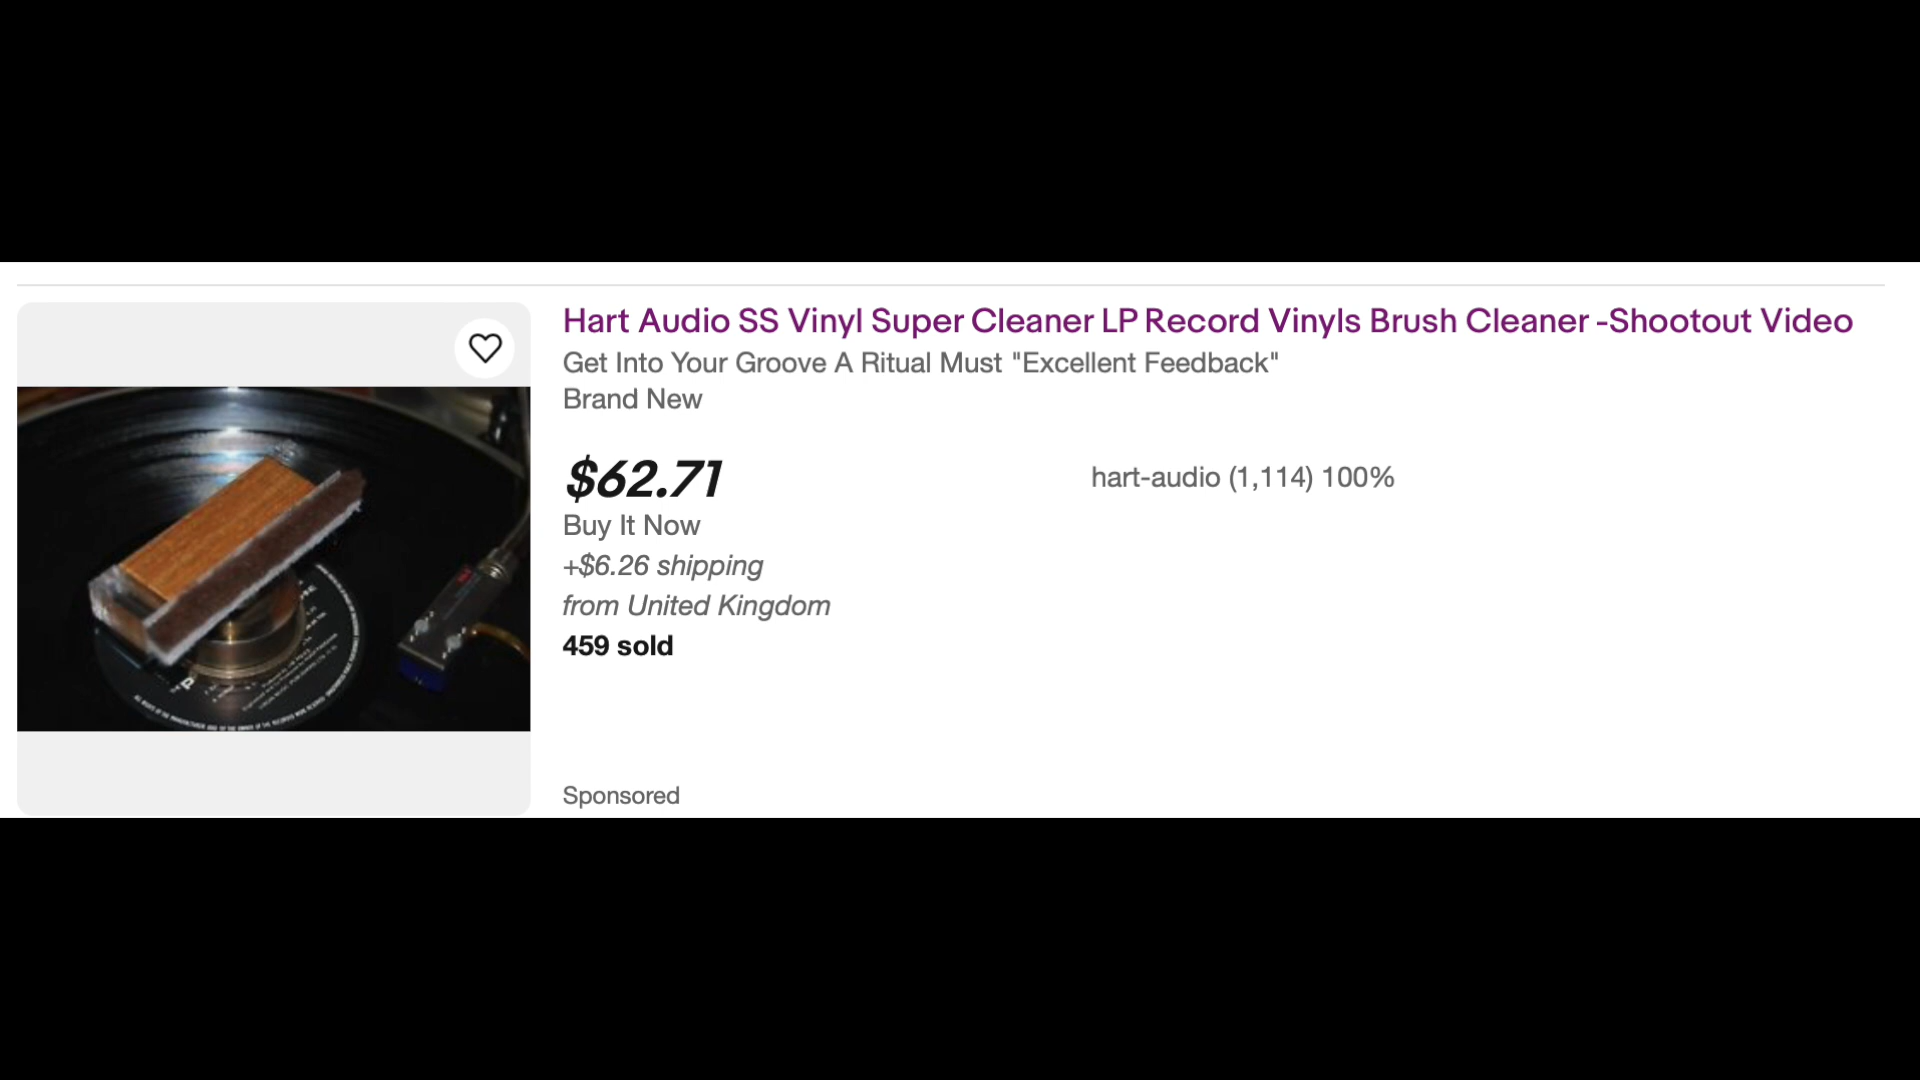 Hart Audio SS Vinyl Super Cleaner LP Record Vinyls Brush Cleaner -Shootout Video
Get Into Your Groove A Ritual Must "Excellent Feedback"
Brand New
$62.71
hart-audio (1,114) 100%
Buy It Now
+$6.26 shipping
from United Kingdom
459 sold
Sponsored